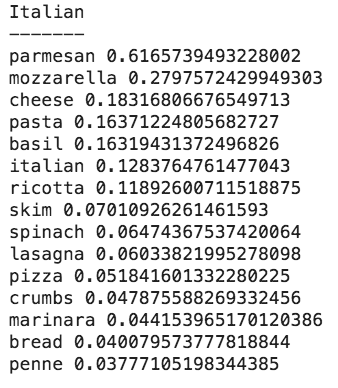 Italian
-------
parmesan 0.6165739493228002
mozzarella 0.2797572429949303
cheese 0.18316806676549713
pasta 0.16371224805682727
basil 0.16319431372496826
italian 0.1283764761477043
ricotta 0.11892600711518875
skim 0.07010926261461593
spinach 0.06474367537420064
lasagna 0.06033821995278098
pizza 0.051841601332280225
crumbs 0.047875588269332456
marinara 0.044153965170120386
bread 0.040079573777818844
penne 0.03777105198344385